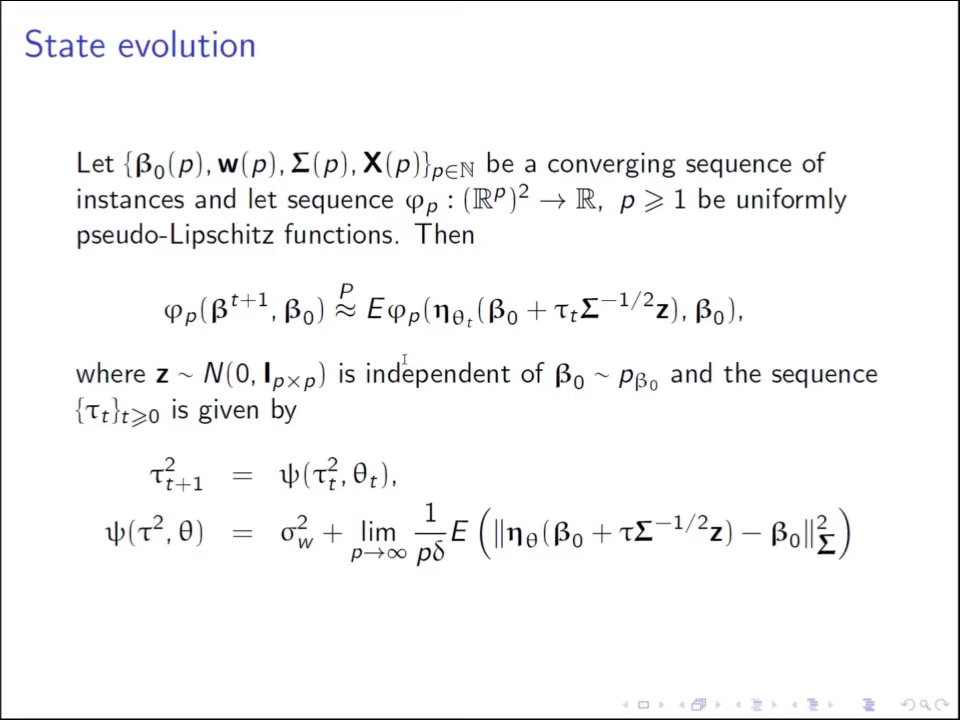 State evolution
Let {β₀(p), w(p), Σ(p), X(p)}_{p∈ℕ} be a converging sequence of
instances and let sequence φ_p : (ℝ^p)² → ℝ, p ⩾ 1 be uniformly
pseudo-Lipschitz functions. Then
φ_p(β^{t+1}, β₀) ≈^P Eφ_p(η_{θ_t}(β₀ + τ_tΣ^{−1/2}z), β₀),
where z ~ N(0, I_{p×p}) is independent of β₀ ~ p_{β₀} and the sequence
{τ_t}_{t⩾0} is given by
τ²_{t+1} = ψ(τ²_t, θ_t),
ψ(τ², θ) = σ²_w + lim_{p→∞} 1/(pδ) E (‖η_θ(β₀ + τΣ^{−1/2}z) − β₀‖²_Σ)